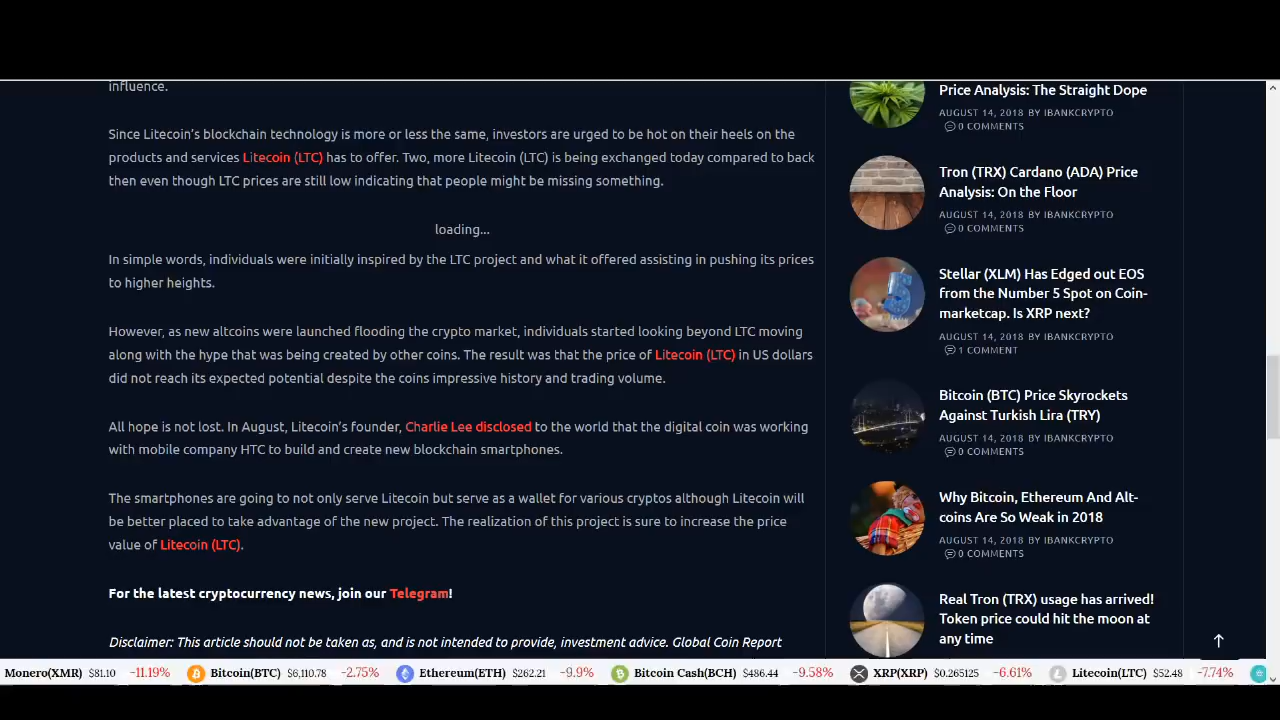 influence.
Since Litecoin's blockchain technology is more or less the same, investors are urged to be hot on their heels on the
products and services Litecoin (LTC) has to offer. Two, more Litecoin (LTC) is being exchanged today compared to back
then even though LTC prices are still low indicating that people might be missing something.
loading...
In simple words, individuals were initially inspired by the LTC project and what it offered assisting in pushing its prices
to higher heights.
However, as new altcoins were launched flooding the crypto market, individuals started looking beyond LTC moving
along with the hype that was being created by other coins. The result was that the price of Litecoin (LTC) in US dollars
did not reach its expected potential despite the coins impressive history and trading volume.
All hope is not lost. In August, Litecoin's founder, Charlie Lee disclosed to the world that the digital coin was working
with mobile company HTC to build and create new blockchain smartphones.
The smartphones are going to not only serve Litecoin but serve as a wallet for various cryptos although Litecoin will
be better placed to take advantage of the new project. The realization of this project is sure to increase the price
value of Litecoin (LTC).
For the latest cryptocurrency news, join our Telegram!
Disclaimer: This article should not be taken as, and is not intended to provide, investment advice. Global Coin Report
Price Analysis: The Straight Dope
AUGUST 14, 2018 BY IBANKCRYPTO
0 COMMENTS
Tron (TRX) Cardano (ADA) Price
Analysis: On the Floor
AUGUST 14, 2018 BY IBANKCRYPTO
0 COMMENTS
Stellar (XLM) Has Edged out EOS
from the Number 5 Spot on Coin-
marketcap. Is XRP next?
AUGUST 14, 2018 BY IBANKCRYPTO
1 COMMENT
Bitcoin (BTC) Price Skyrockets
Against Turkish Lira (TRY)
AUGUST 14, 2018 BY IBANKCRYPTO
0 COMMENTS
Why Bitcoin, Ethereum And Alt-
coins Are So Weak in 2018
AUGUST 14, 2018 BY IBANKCRYPTO
0 COMMENTS
Real Tron (TRX) usage has arrived!
Token price could hit the moon at
any time
Monero(XMR) $81.10 -11.19% Bitcoin(BTC) $6,110.78 -2.75% Ethereum(ETH) $262.21 -9.9% Bitcoin Cash(BCH) $486.44 -9.58% XRP(XRP) $0.265125 -6.61% Litecoin(LTC) $52.48 -7.74%